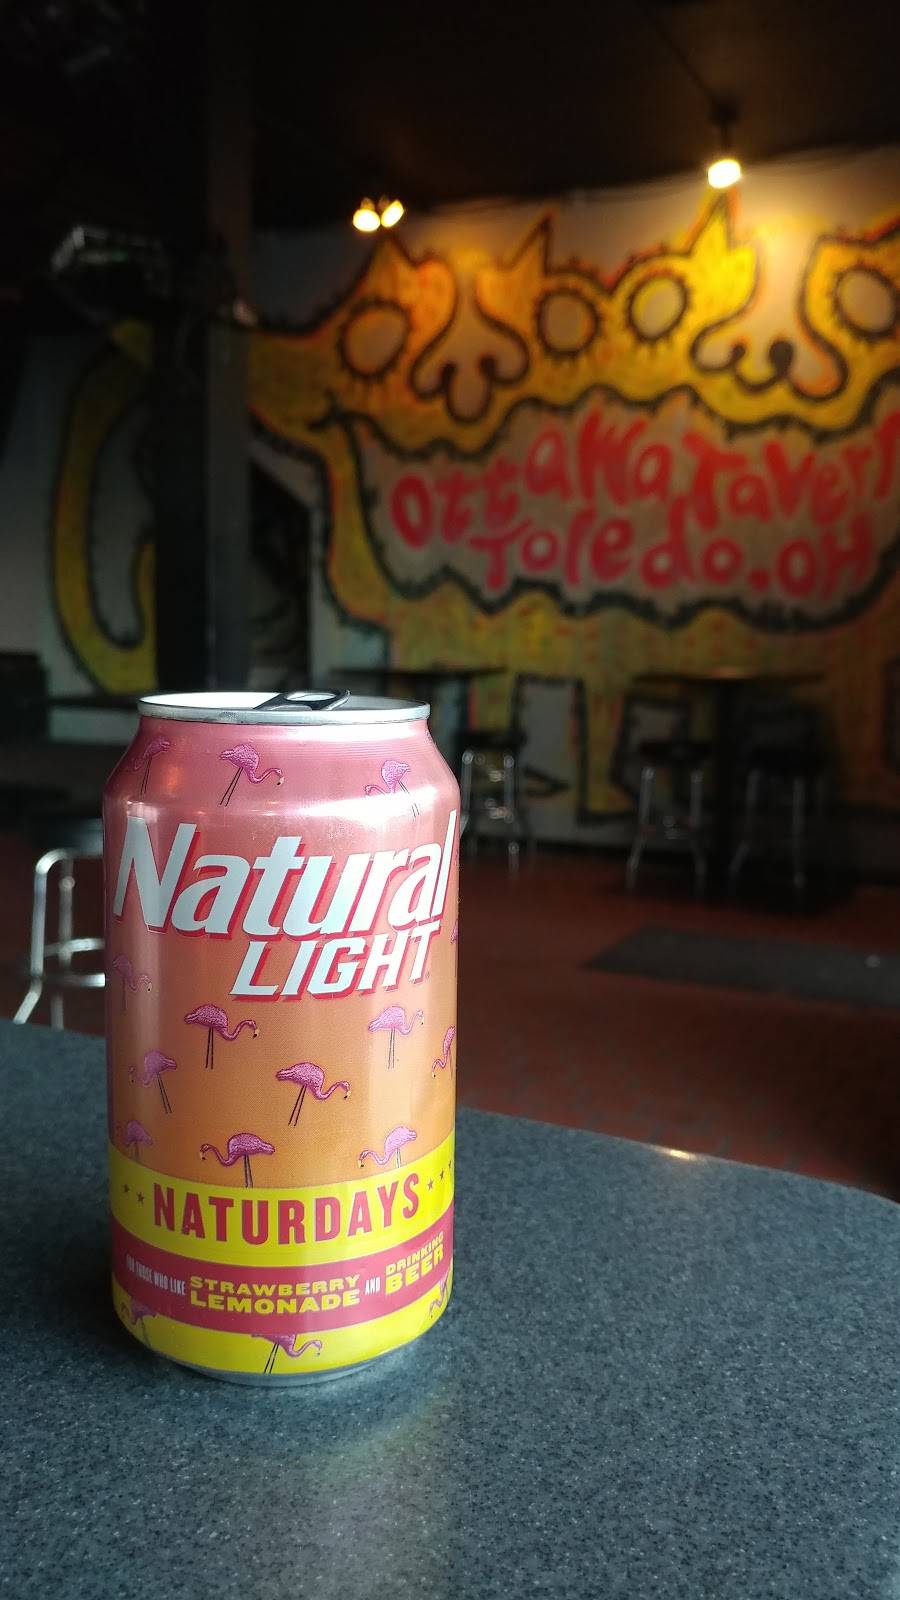 OttaWa Tavern
Toledo.OH
Natural
LIGHT
NATURDAYS
FOR THOSE WHO LIKE STRAWBERRY LEMONADE AND DRINKING BEER